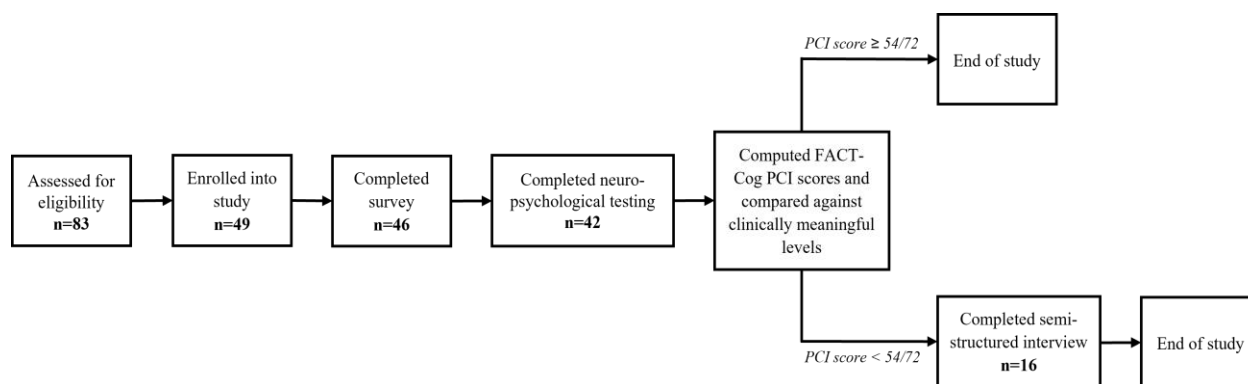 Assessed for
eligibility
n=83
Enrolled into
study
n=49
Completed
survey
n=46
Completed neuro-
psychological testing
n=42
Computed FACT-
Cog PCI scores and
compared against
clinically meaningful
levels
PCI score ≥ 54/72
End of study
PCI score < 54/72
Completed semi-
structured interview
n=16
End of study